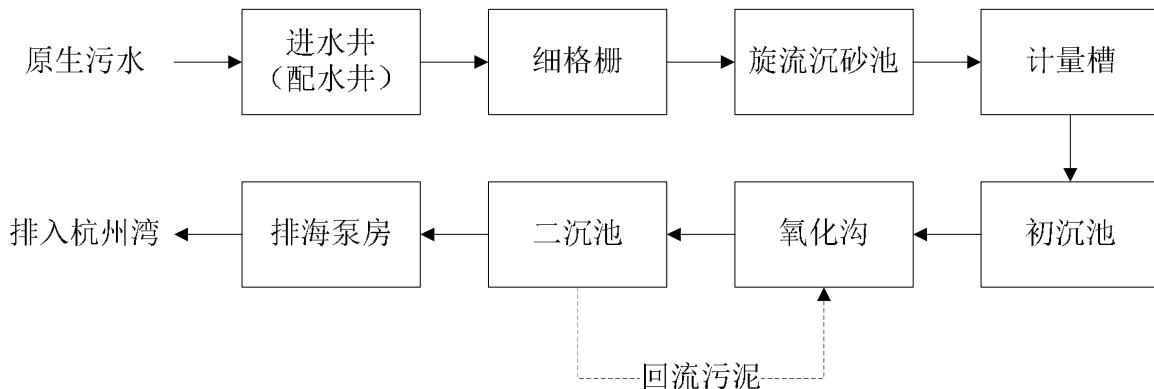 原生污水
进水井
（配水井）
细格栅
旋流沉砂池
计量槽
排入杭州湾
排海泵房
二沉池
氧化沟
初沉池
回流污泥